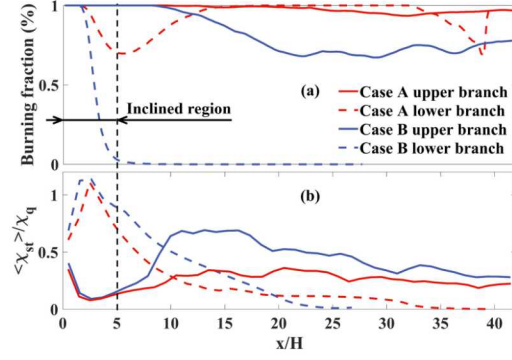 Burning fraction (%)
1
0.5
0
(a)
Inclined region
Case A upper branch
Case A lower branch
Case B upper branch
Case B lower branch
(b)
<χst>/χq
1
0.5
0
0 5 10 15 20 25 30 35 40
x/H